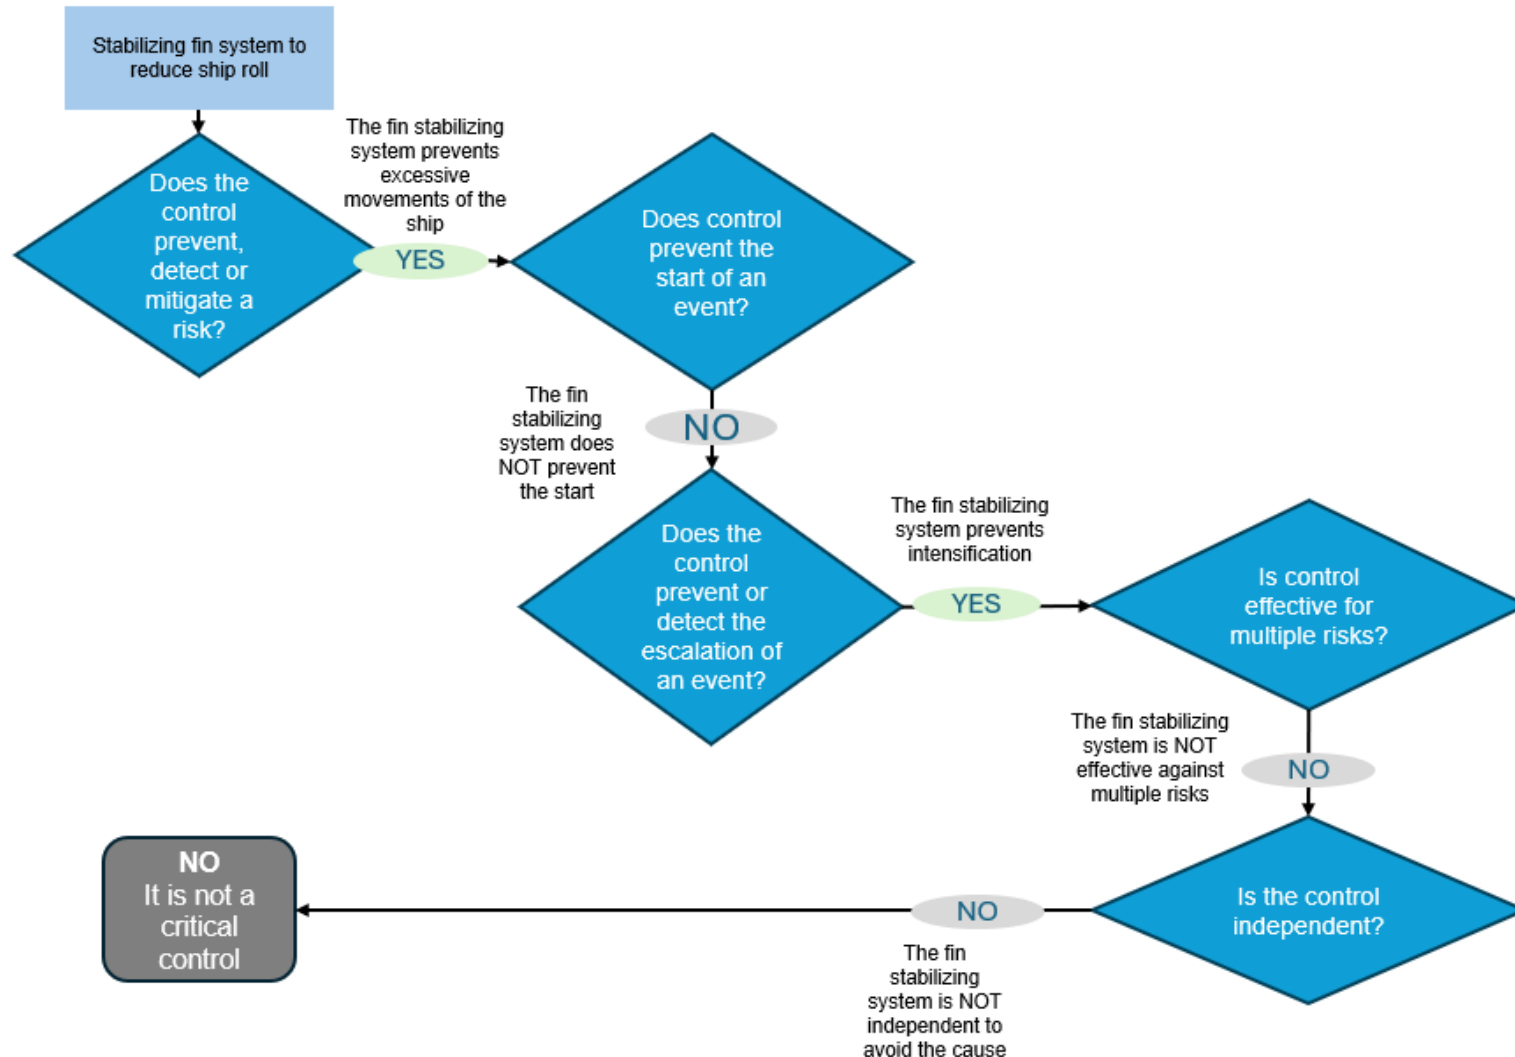 Stabilizing fin system to
reduce ship roll
The fin stabilizing
system prevents
excessive
movements of the
ship
Does the
control
prevent,
detect or
mitigate a
risk?
YES
Does control
prevent the
start of an
event?
The fin
stabilizing
system does
NOT prevent
the start
NO
Does the
control
prevent or
detect the
escalation of
an event?
The fin stabilizing
system prevents
intensification
YES
Is control
effective for
multiple risks?
The fin stabilizing
system is NOT
effective against
multiple risks
NO
Is the control
independent?
NO
The fin
stabilizing
system is NOT
independent to
avoid the cause
NO
It is not a
critical
control